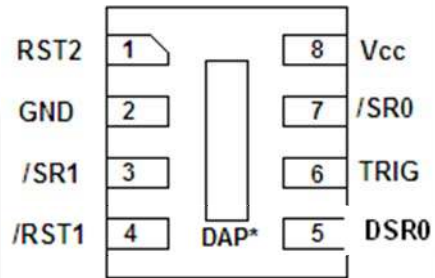 RST2 1 8 Vcc
GND 2 7 /SR0
/SR1 3 6 TRIG
/RST1 4 DAP* 5 DSR0